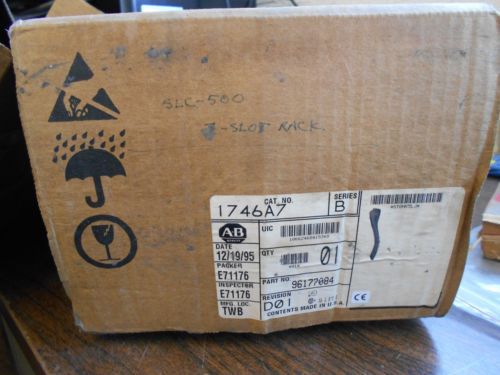 SLC-500
7-SLOT RACK
CAT. NO.
1746A7
SERIES
B
AB
UIC
DATE
12/19/95
QTY
01
PACKER
E71176
PART NO.
96177084
INSPECTOR
E71176
REVISION
D01
MFG. LOC.
TWB
CONTENTS MADE IN U.S.A.
CE